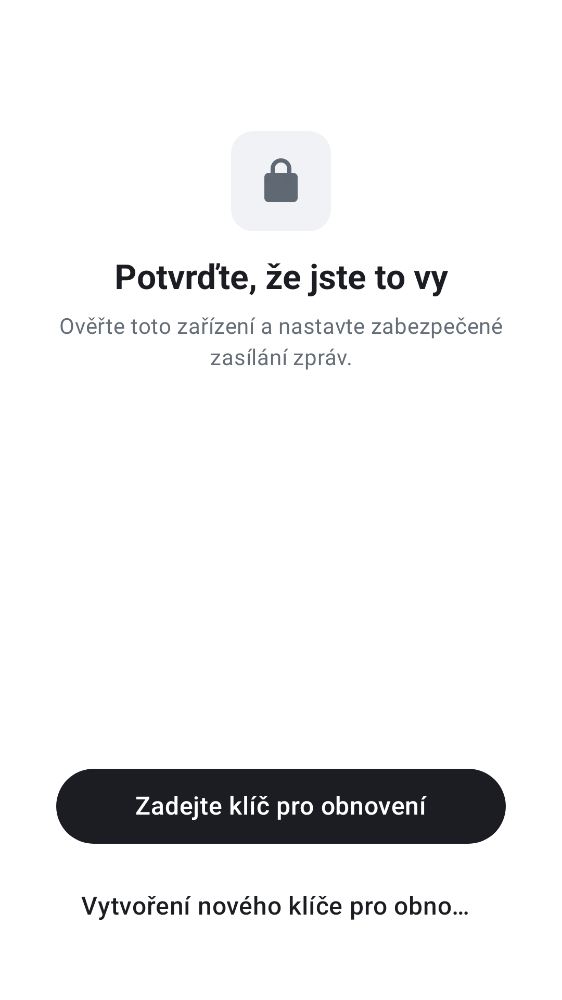 Potvrďte, že jste to vy
Ověřte toto zařízení a nastavte zabezpečené
zasílání zpráv.
Zadejte klíč pro obnovení
Vytvoření nového klíče pro obno…